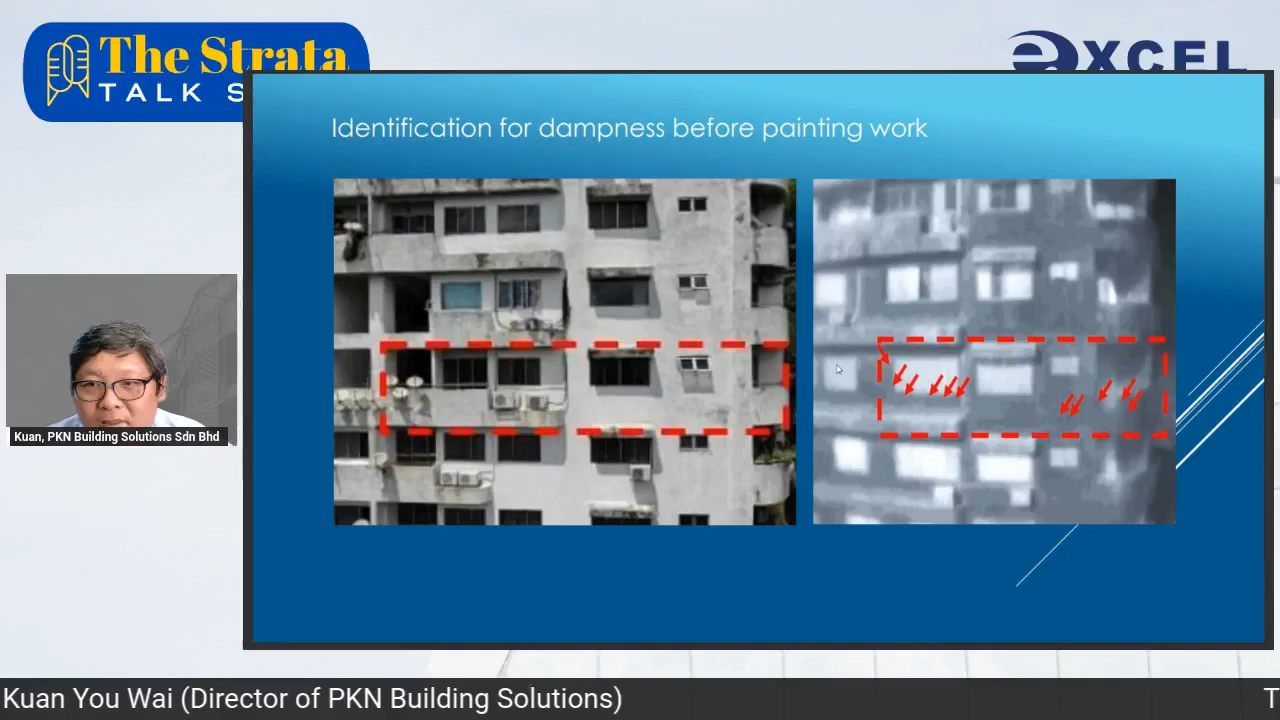 The Strata
TALK S
EXCEL
Identification for dampness before painting work
Kuan, PKN Building Solutions Sdn Bhd
Kuan You Wai (Director of PKN Building Solutions)
T